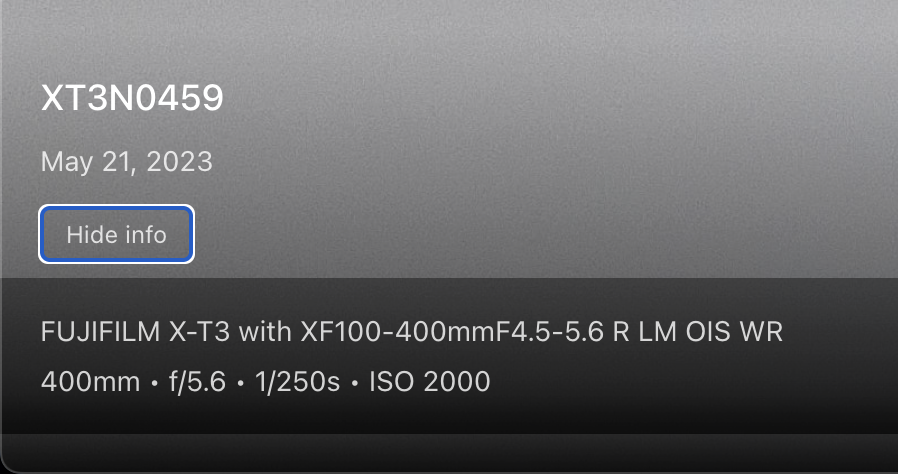 XT3N0459
May 21, 2023
Hide info
FUJIFILM X-T3 with XF100-400mmF4.5-5.6 R LM OIS WR
400mm • f/5.6 • 1/250s • ISO 2000